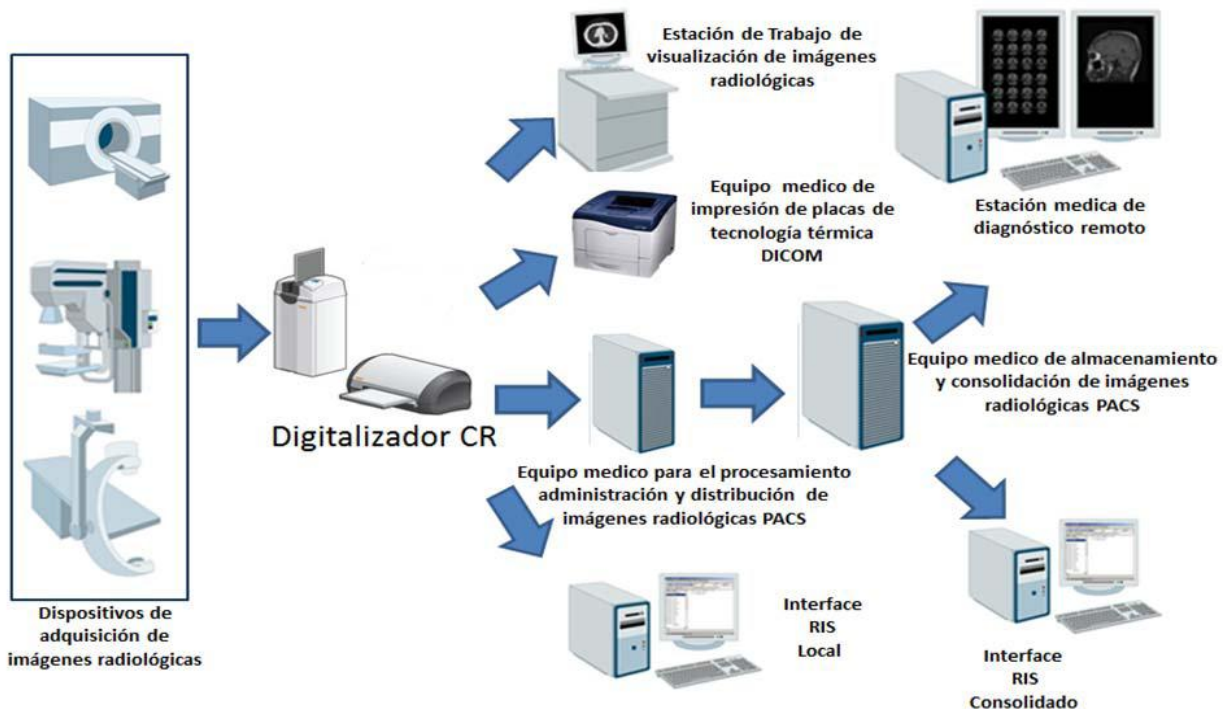 Estación de Trabajo de
visualización de imágenes
radiológicas
Equipo medico de
impresión de placas de
tecnología térmica
DICOM
Estación medica de
diagnóstico remoto
Digitalizador CR
Equipo medico de almacenamiento
y consolidación de imágenes
radiológicas PACS
Equipo medico para el procesamiento
administración y distribución de
imágenes radiológicas PACS
Dispositivos de
adquisición de
imágenes radiológicas
Interface
RIS
Local
Interface
RIS
Consolidado